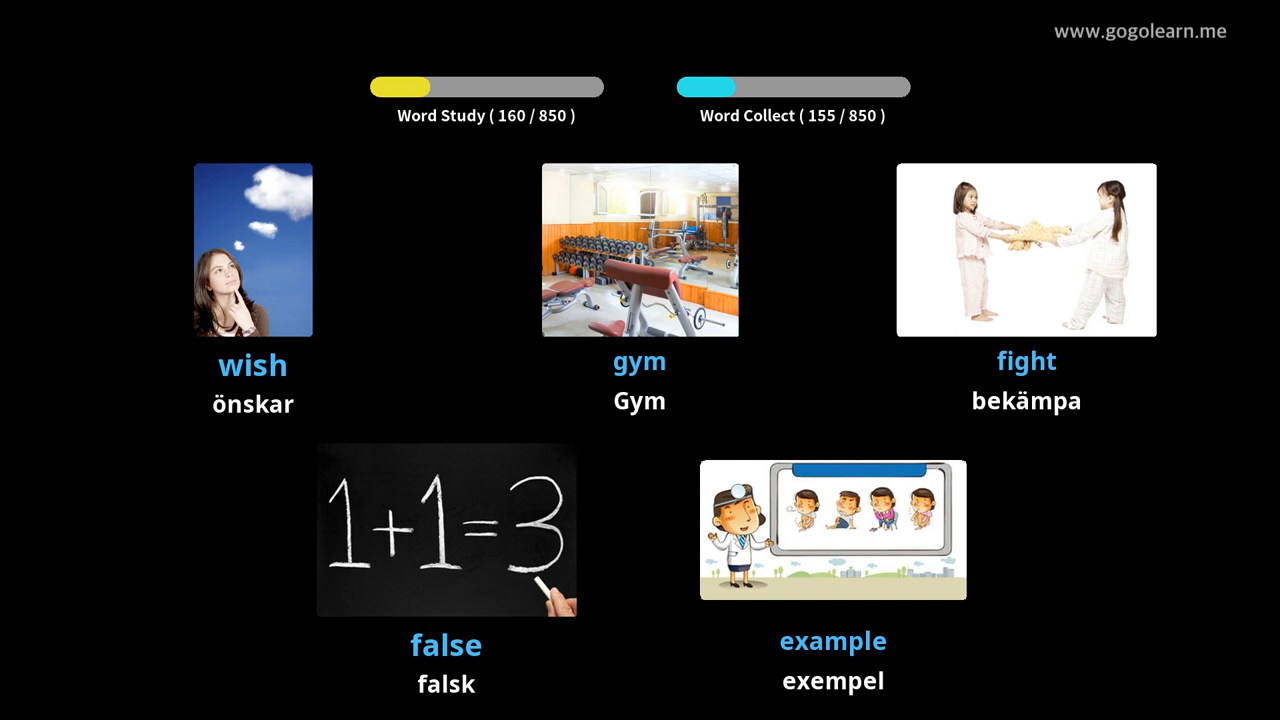 www.gogolearn.me
Word Study ( 160 / 850 )
Word Collect ( 155 / 850 )
wish
önskar
gym
Gym
fight
bekämpa
1+1=3
false
falsk
example
exempel